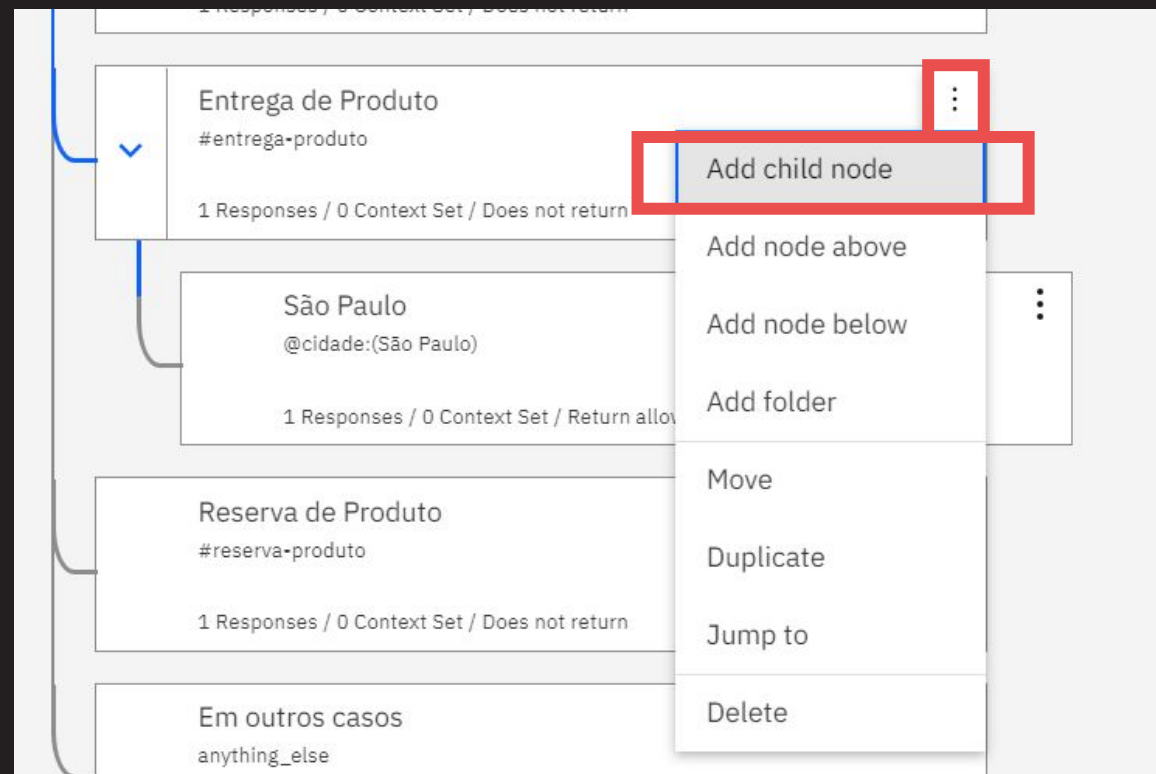 Entrega de Produto
#entrega-produto
1 Responses / 0 Context Set / Does not return
Add child node
Add node above
Add node below
Add folder
Move
Duplicate
Jump to
Delete
São Paulo
@cidade:(São Paulo)
1 Responses / 0 Context Set / Return
Reserva de Produto
#reserva-produto
1 Responses / 0 Context Set / Does not return
Em outros casos
anything_else